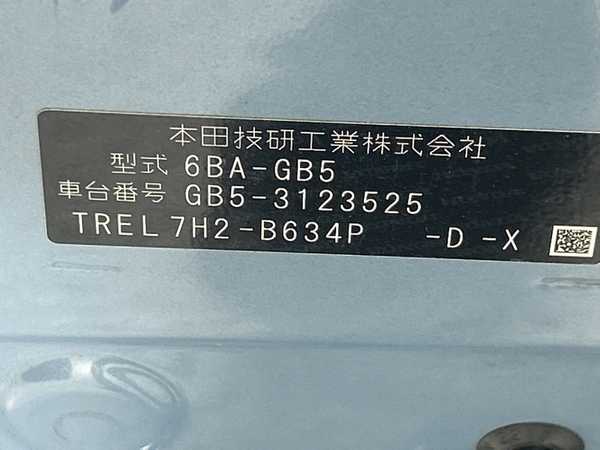 本田技研工業株式会社
型式 6BA-GB5
車台番号 GB5-3123525
TREL 7H2-B634P -D -X